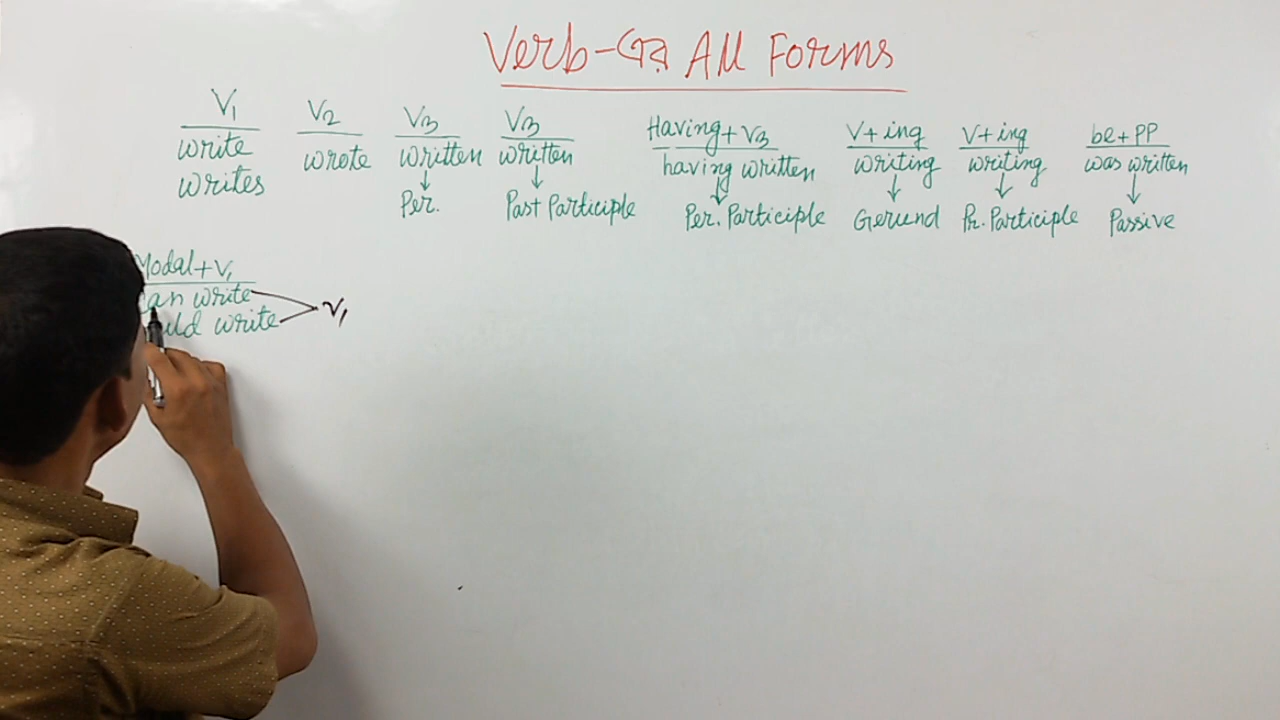 Verb-এর All Forms
V1 V2 V3 V3 Having+V3 V+ing V+ing be+PP
write wrote written written having written writing writing was written
writes
Per. Past Participle Per. Participle Gerund Pr. Participle Passive
Modal+V1
can write
write
V1